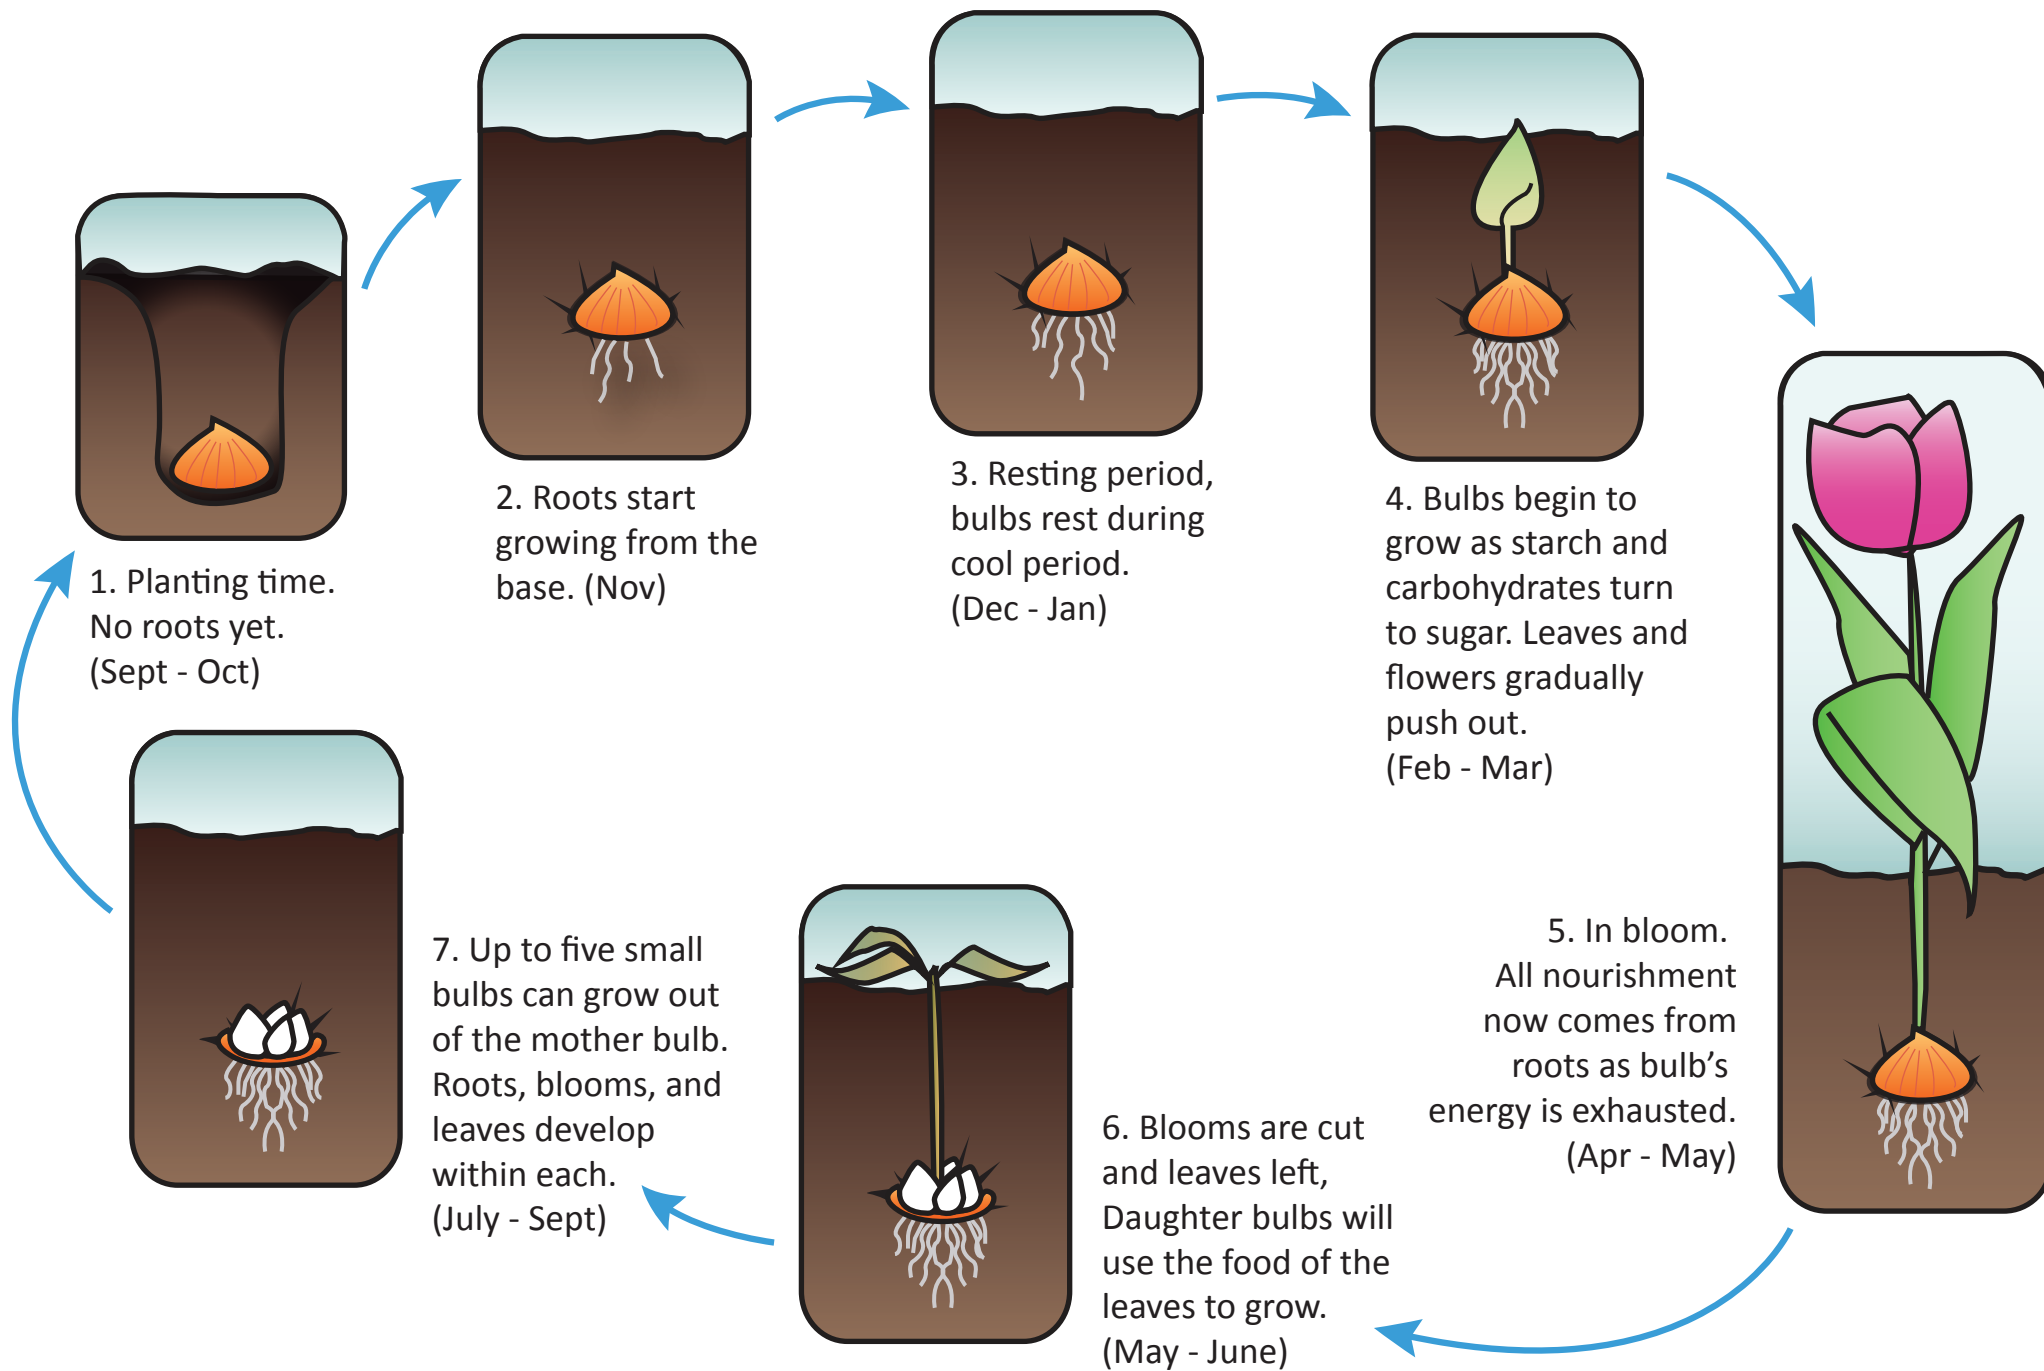 1. Planting time.
No roots yet.
(Sept - Oct)
2. Roots start
growing from the
base. (Nov)
3. Resting period,
bulbs rest during
cool period.
(Dec - Jan)
4. Bulbs begin to
grow as starch and
carbohydrates turn
to sugar. Leaves and
flowers gradually
push out.
(Feb - Mar)
5. In bloom.
All nourishment
now comes from
roots as bulb’s
energy is exhausted.
(Apr - May)
6. Blooms are cut
and leaves left,
Daughter bulbs will
use the food of the
leaves to grow.
(May - June)
7. Up to five small
bulbs can grow out
of the mother bulb.
Roots, blooms, and
leaves develop
within each.
(July - Sept)